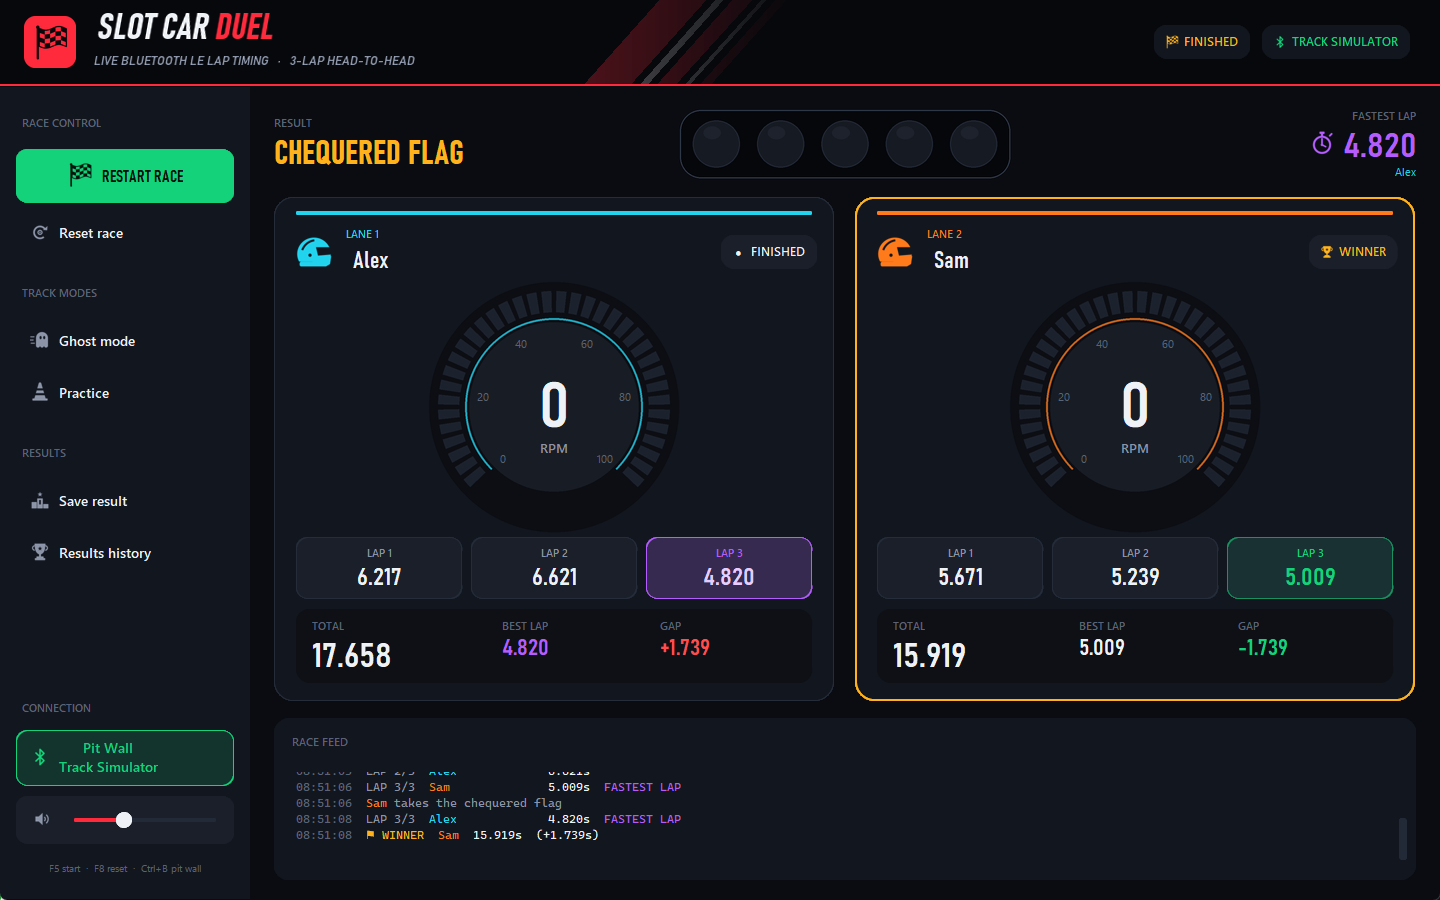 SLOT CAR DUEL
LIVE BLUETOOTH LE LAP TIMING · 3-LAP HEAD-TO-HEAD
FINISHED
TRACK SIMULATOR
RACE CONTROL
RESTART RACE
Reset race
TRACK MODES
Ghost mode
Practice
RESULTS
Save result
Results history
CONNECTION
Pit Wall
Track Simulator
F5 start · F8 reset · Ctrl+B pit wall
RESULT
CHEQUERED FLAG
FASTEST LAP
4.820
Alex
LANE 1
Alex
• FINISHED
0
20
40
60
80
100
0
RPM
LAP 1
6.217
LAP 2
6.621
LAP 3
4.820
TOTAL
17.658
BEST LAP
4.820
GAP
+1.739
LANE 2
Sam
WINNER
0
20
40
60
80
100
0
RPM
LAP 1
5.671
LAP 2
5.239
LAP 3
5.009
TOTAL
15.919
BEST LAP
5.009
GAP
-1.739
RACE FEED
LAP 2/3 Alex 6.621s
08:51:06 LAP 3/3 Sam 5.009s FASTEST LAP
08:51:06 Sam takes the chequered flag
08:51:08 LAP 3/3 Alex 4.820s FASTEST LAP
08:51:08 WINNER Sam 15.919s (+1.739s)